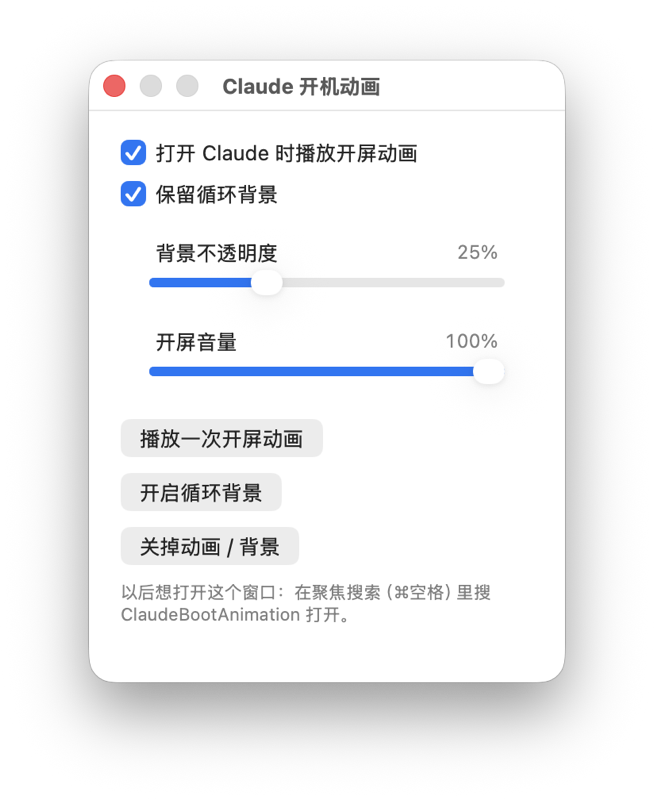 Claude 开机动画
打开 Claude 时播放开屏动画
保留循环背景
背景不透明度 25%
开屏音量 100%
播放一次开屏动画
开启循环背景
关掉动画 / 背景
以后想打开这个窗口：在聚焦搜索 (⌘空格) 里搜
ClaudeBootAnimation 打开。